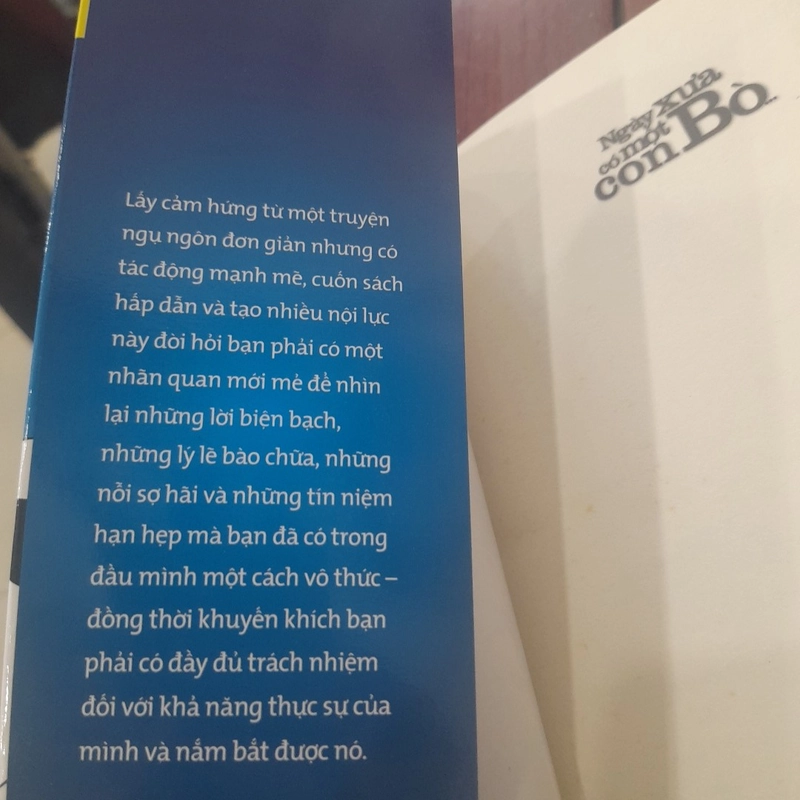 Lấy cảm hứng từ một truyện
ngụ ngôn đơn giản nhưng có
tác động mạnh mẽ, cuốn sách
hấp dẫn và tạo nhiều nội lực
này đòi hỏi bạn phải có một
nhãn quan mới mẻ để nhìn
lại những lời biện bạch,
những lý lẽ bào chữa, những
nỗi sợ hãi và những tín niệm
hạn hẹp mà bạn đã có trong
đầu mình một cách vô thức –
đồng thời khuyến khích bạn
phải có đầy đủ trách nhiệm
đối với khả năng thực sự của
mình và nắm bắt được nó.
Ngày xưa
có một
con Bò...